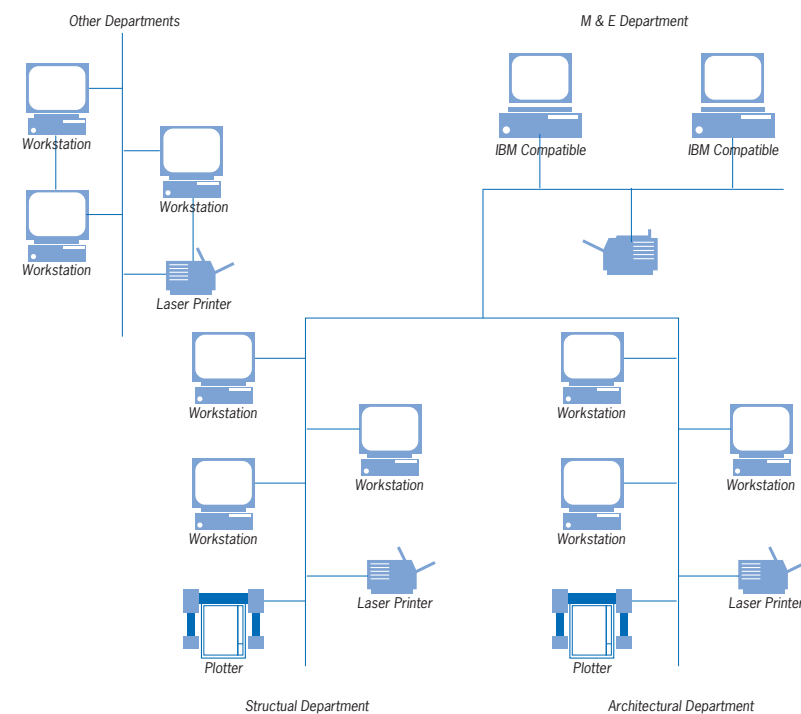 Other Departments
M & E Department
Workstation
IBM Compatible
IBM Compatible
Workstation
Workstation
Laser Printer
Workstation
Workstation
Workstation
Workstation
Workstation
Workstation
Laser Printer
Laser Printer
Plotter
Plotter
Structual Department
Architectural Department